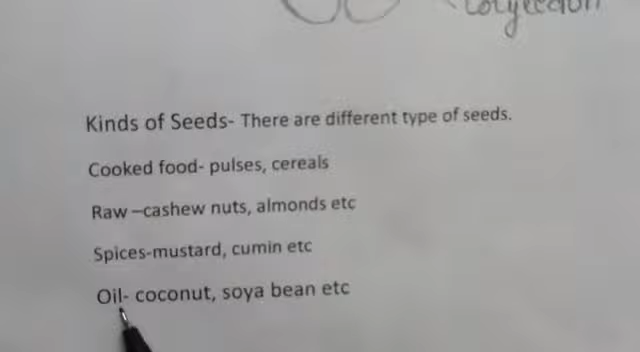 cotyledon
Kinds of Seeds- There are different type of seeds.
Cooked food- pulses, cereals
Raw –cashew nuts, almonds etc
Spices-mustard, cumin etc
Oil- coconut, soya bean etc